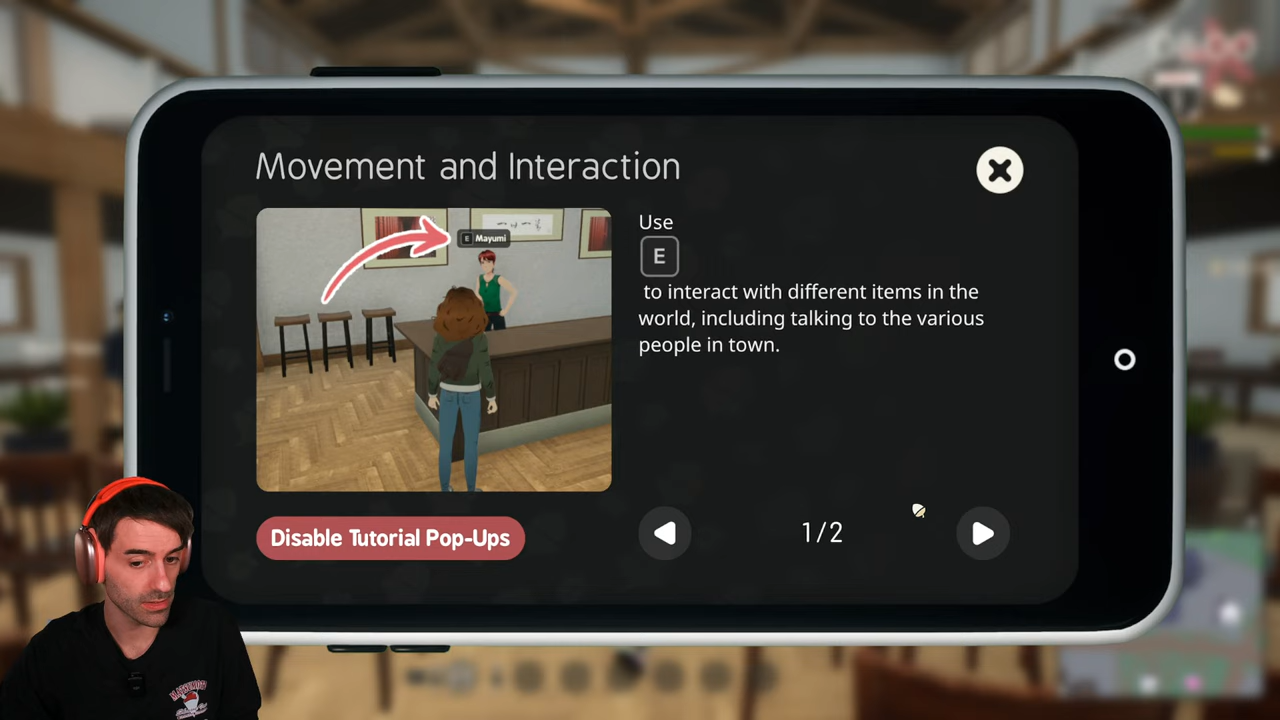 Movement and Interaction
E Mayumi
Use
E
to interact with different items in the
world, including talking to the various
people in town.
Disable Tutorial Pop-Ups
1/2